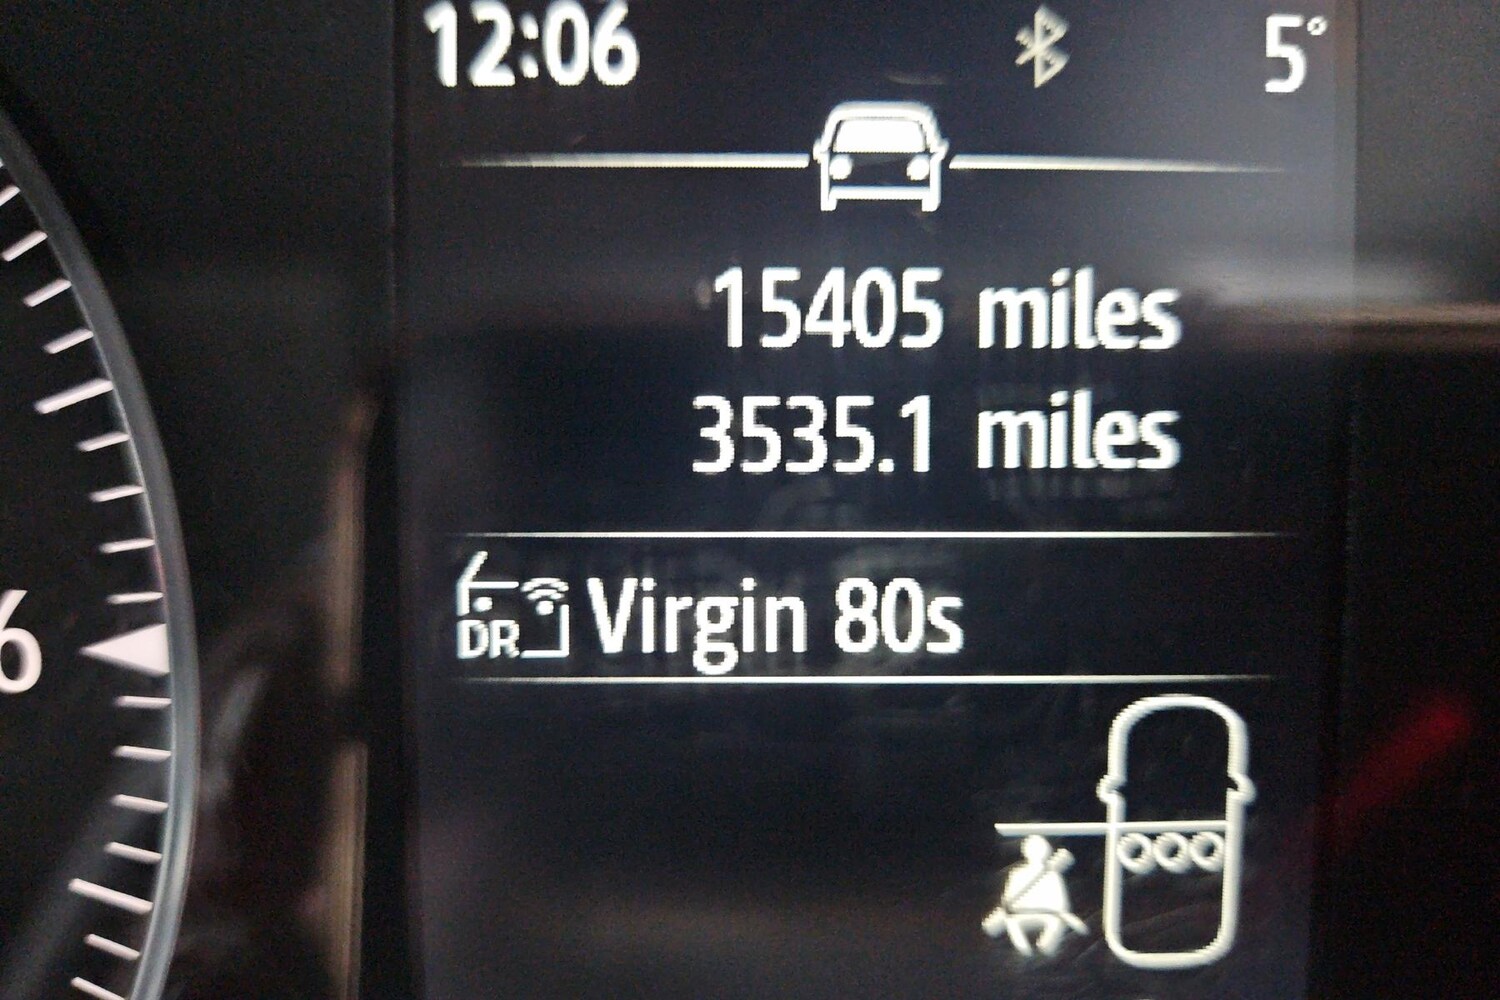 12:06 5°
15405 miles
3535.1 miles
DR Virgin 80s
6